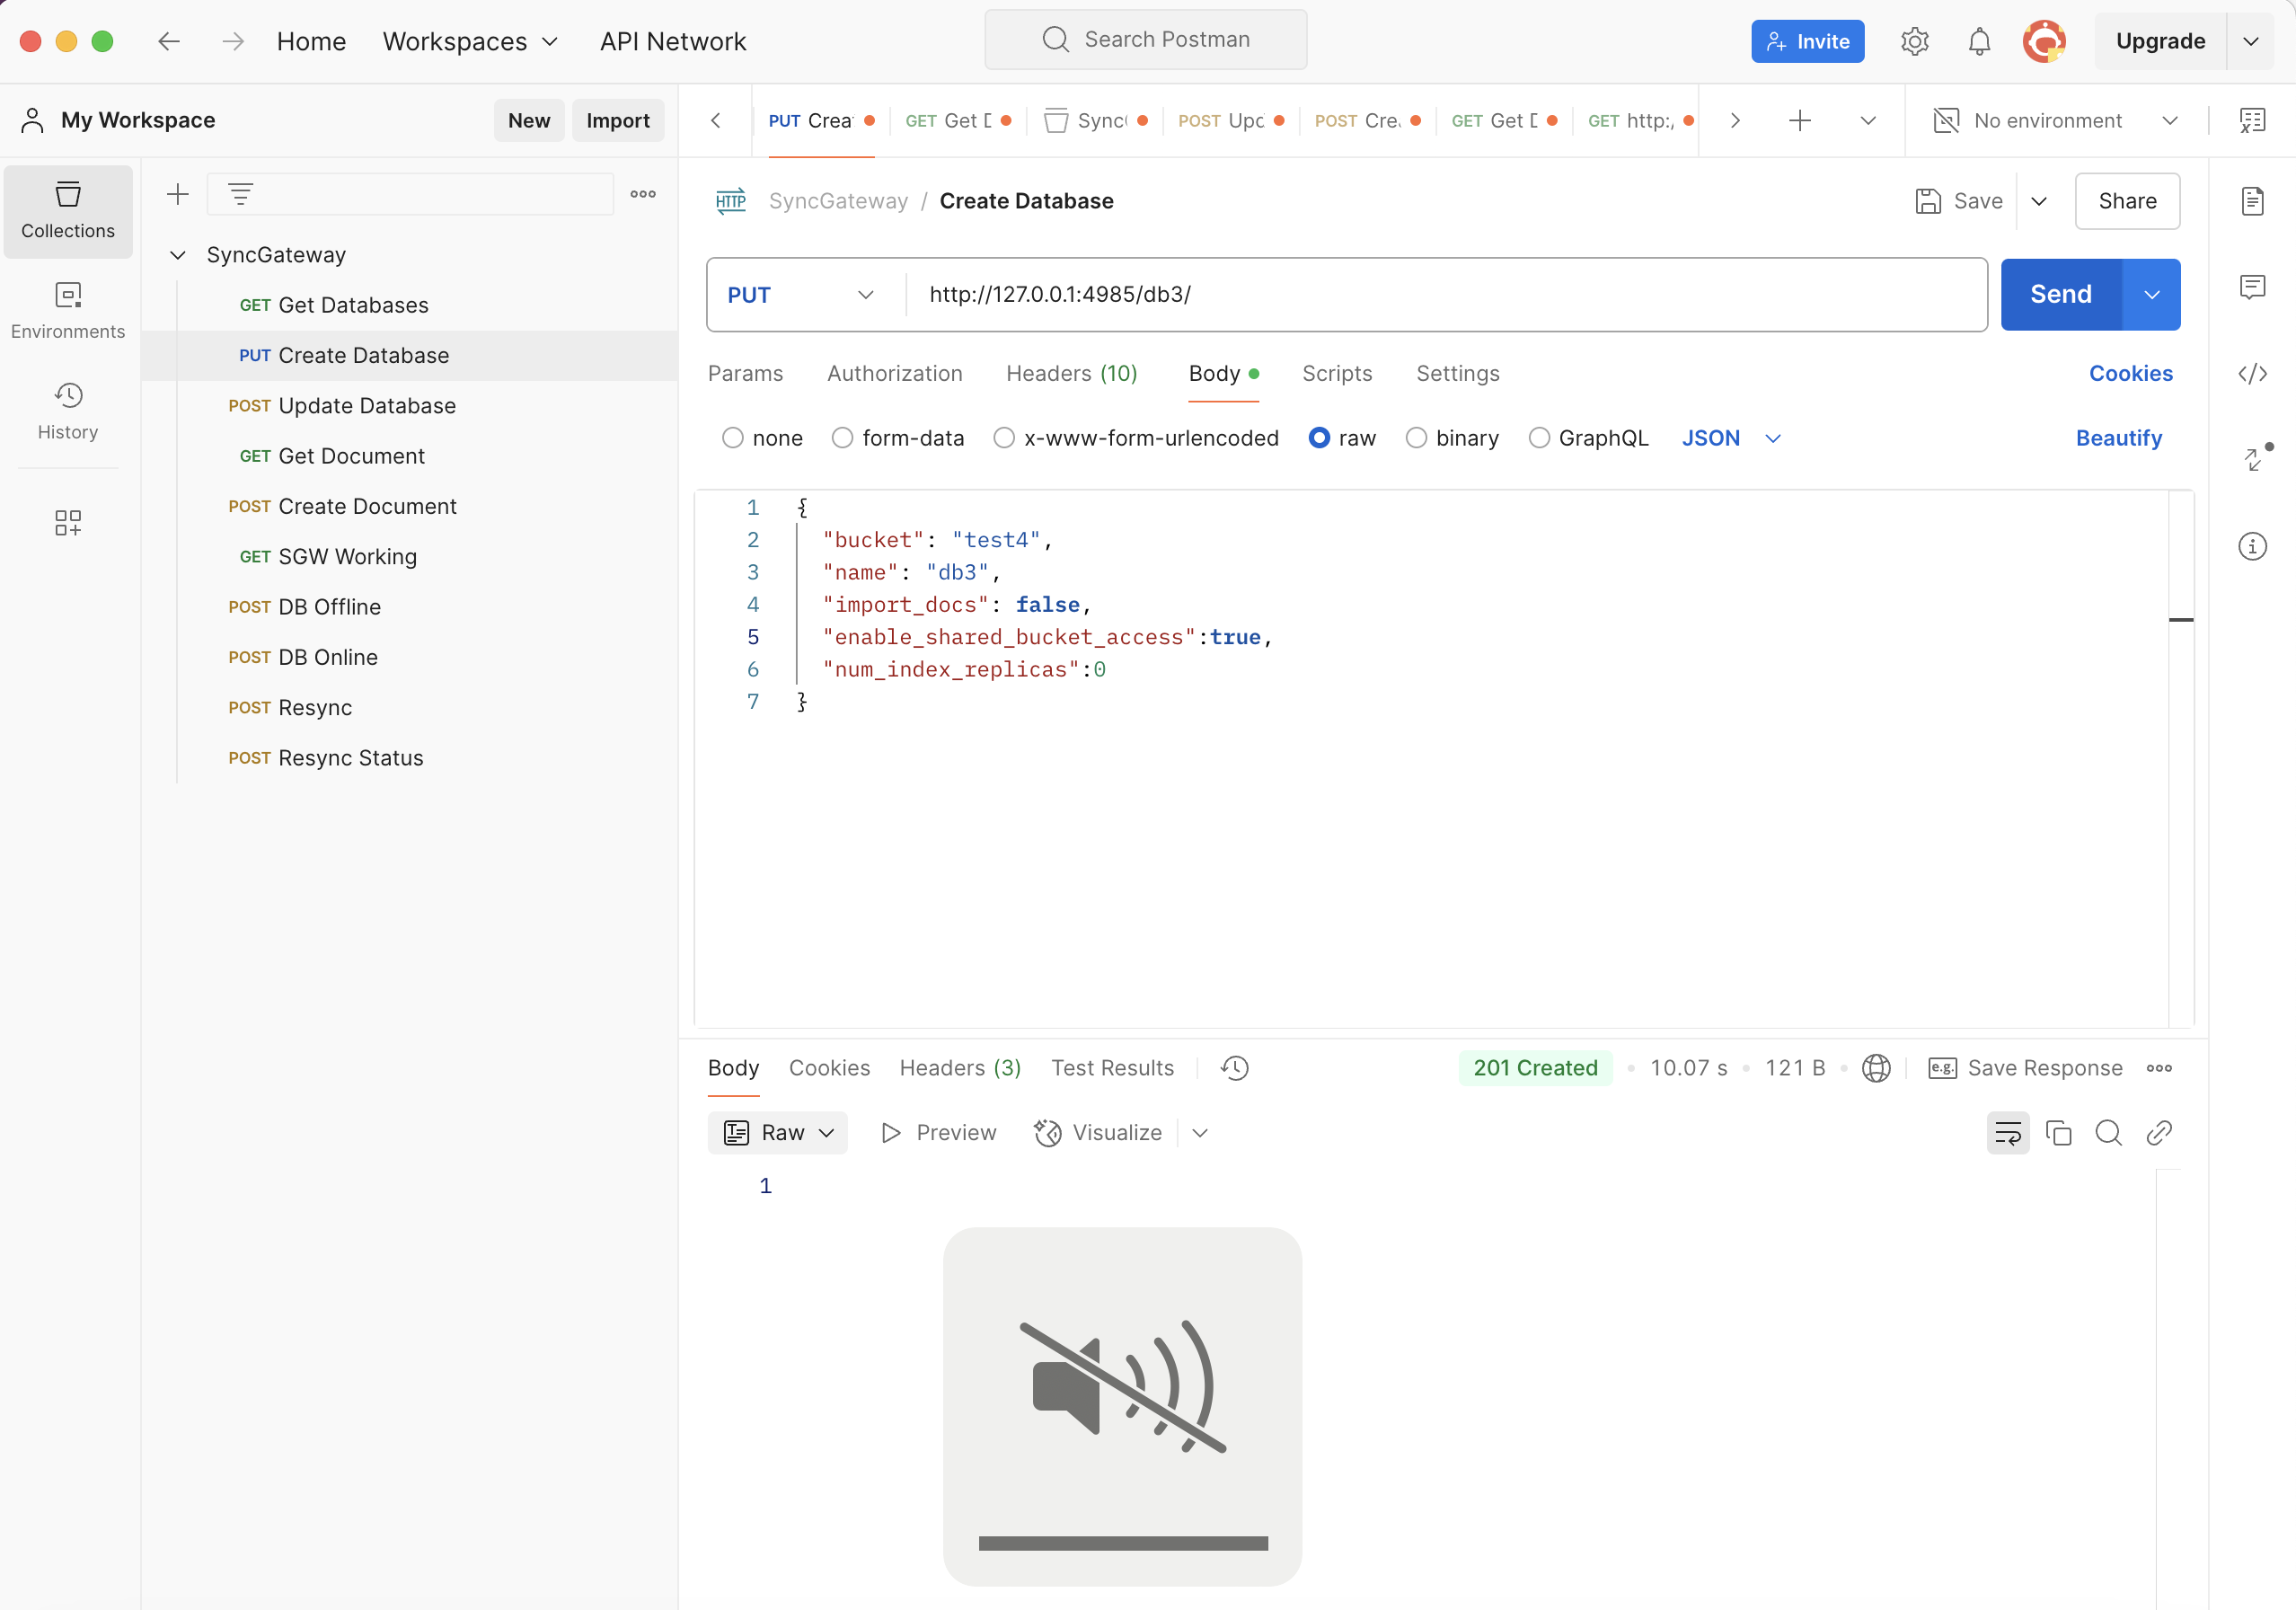 Home Workspaces API Network Search Postman Invite Upgrade
My Workspace New Import
PUT Crea GET Get D Sync POST Upd POST Cre GET Get D GET http:/ No environment
Collections
Environments
History
SyncGateway
GET Get Databases
PUT Create Database
POST Update Database
GET Get Document
POST Create Document
GET SGW Working
POST DB Offline
POST DB Online
POST Resync
POST Resync Status
HTTP SyncGateway / Create Database Save Share
PUT http://127.0.0.1:4985/db3/ Send
Params Authorization Headers (10) Body Scripts Settings Cookies
none form-data x-www-form-urlencoded raw binary GraphQL JSON Beautify
1 {
2 "bucket": "test4",
3 "name": "db3",
4 "import_docs": false,
5 "enable_shared_bucket_access":true,
6 "num_index_replicas":0
7 }
Body Cookies Headers (3) Test Results 201 Created 10.07 s 121 B e.g. Save Response
Raw Preview Visualize
1